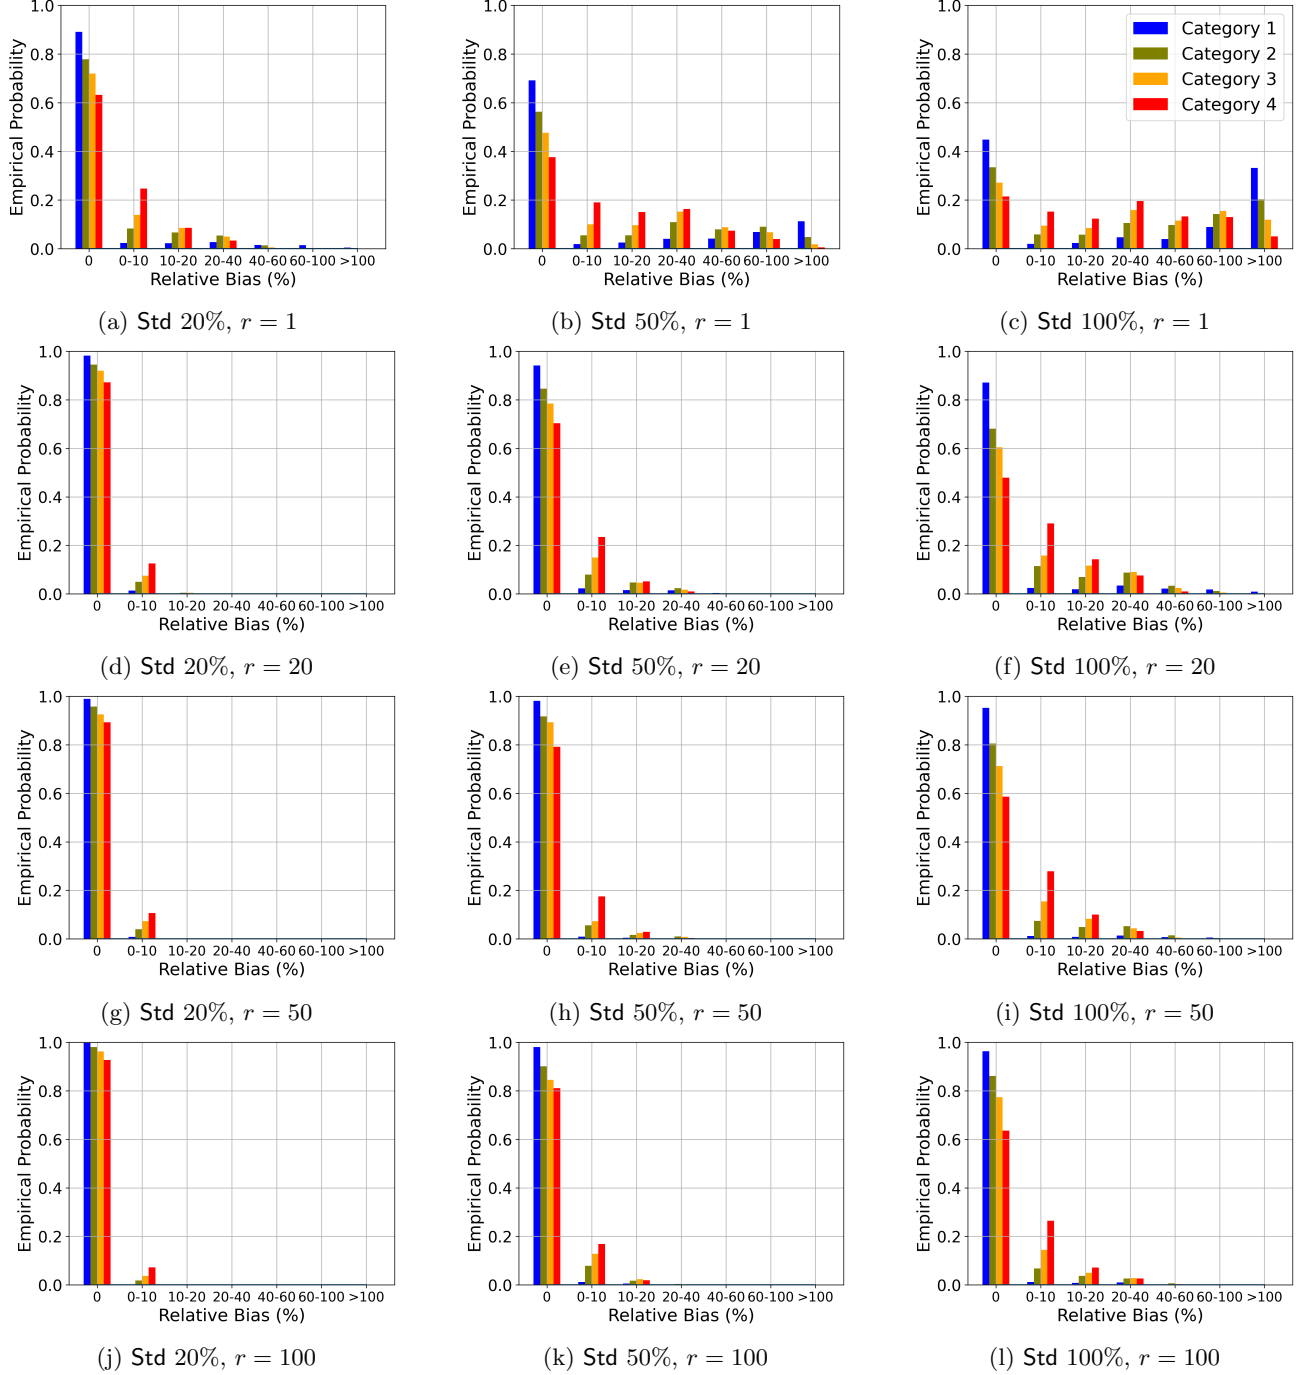 Empirical Probability
1.0
0.8
0.6
0.4
0.2
0.0
0 0-10 10-20 20-40 40-60 60-100 >100
Relative Bias (%)
(a) Std 20%, r = 1
Empirical Probability
1.0
0.8
0.6
0.4
0.2
0.0
0 0-10 10-20 20-40 40-60 60-100 >100
Relative Bias (%)
(b) Std 50%, r = 1
Empirical Probability
1.0
0.8
0.6
0.4
0.2
0.0
Category 1
Category 2
Category 3
Category 4
0 0-10 10-20 20-40 40-60 60-100 >100
Relative Bias (%)
(c) Std 100%, r = 1
Empirical Probability
1.0
0.8
0.6
0.4
0.2
0.0
0 0-10 10-20 20-40 40-60 60-100 >100
Relative Bias (%)
(d) Std 20%, r = 20
Empirical Probability
1.0
0.8
0.6
0.4
0.2
0.0
0 0-10 10-20 20-40 40-60 60-100 >100
Relative Bias (%)
(e) Std 50%, r = 20
Empirical Probability
1.0
0.8
0.6
0.4
0.2
0.0
0 0-10 10-20 20-40 40-60 60-100 >100
Relative Bias (%)
(f) Std 100%, r = 20
Empirical Probability
1.0
0.8
0.6
0.4
0.2
0.0
0 0-10 10-20 20-40 40-60 60-100 >100
Relative Bias (%)
(g) Std 20%, r = 50
Empirical Probability
1.0
0.8
0.6
0.4
0.2
0.0
0 0-10 10-20 20-40 40-60 60-100 >100
Relative Bias (%)
(h) Std 50%, r = 50
Empirical Probability
1.0
0.8
0.6
0.4
0.2
0.0
0 0-10 10-20 20-40 40-60 60-100 >100
Relative Bias (%)
(i) Std 100%, r = 50
Empirical Probability
1.0
0.8
0.6
0.4
0.2
0.0
0 0-10 10-20 20-40 40-60 60-100 >100
Relative Bias (%)
(j) Std 20%, r = 100
Empirical Probability
1.0
0.8
0.6
0.4
0.2
0.0
0 0-10 10-20 20-40 40-60 60-100 >100
Relative Bias (%)
(k) Std 50%, r = 100
Empirical Probability
1.0
0.8
0.6
0.4
0.2
0.0
0 0-10 10-20 20-40 40-60 60-100 >100
Relative Bias (%)
(l) Std 100%, r = 100